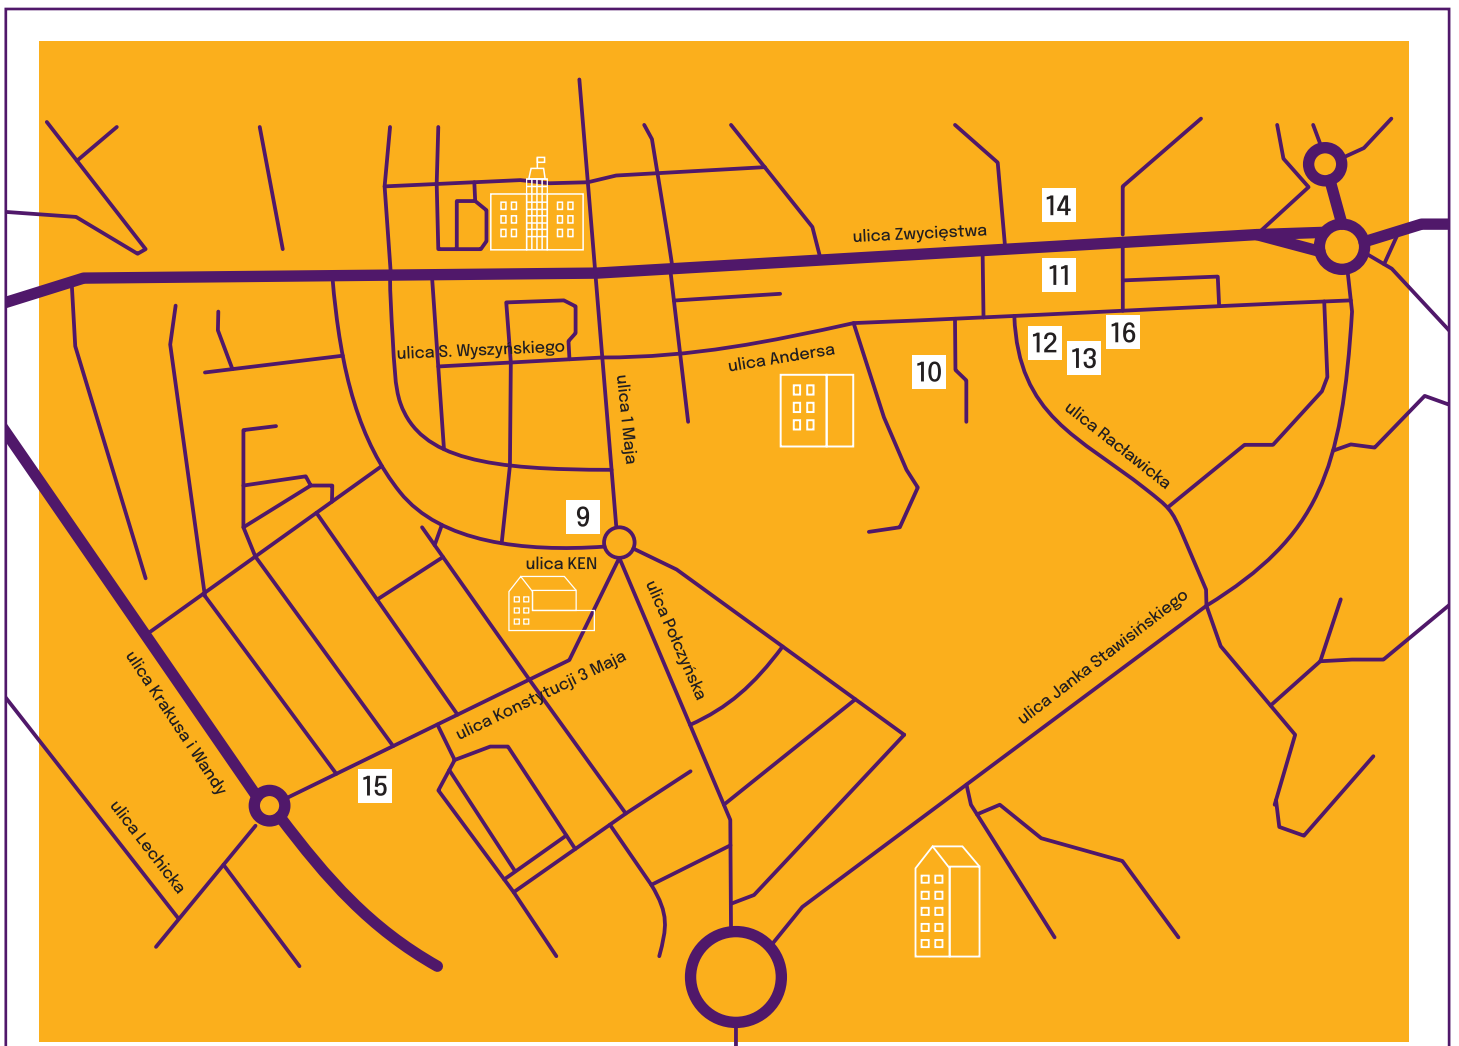 14
ulica Zwycięstwa
11
16
12
13
ulica S. Wyszyńskiego
ulica Andersa
10
ulica 1 Maja
ulica Racławicka
9
ulica KEN
ulica Połczyńska
ulica Janka Stawisińskiego
ulica Krakusa i Wandy
ulica Konstytucji 3 Maja
15
ulica Lechicka